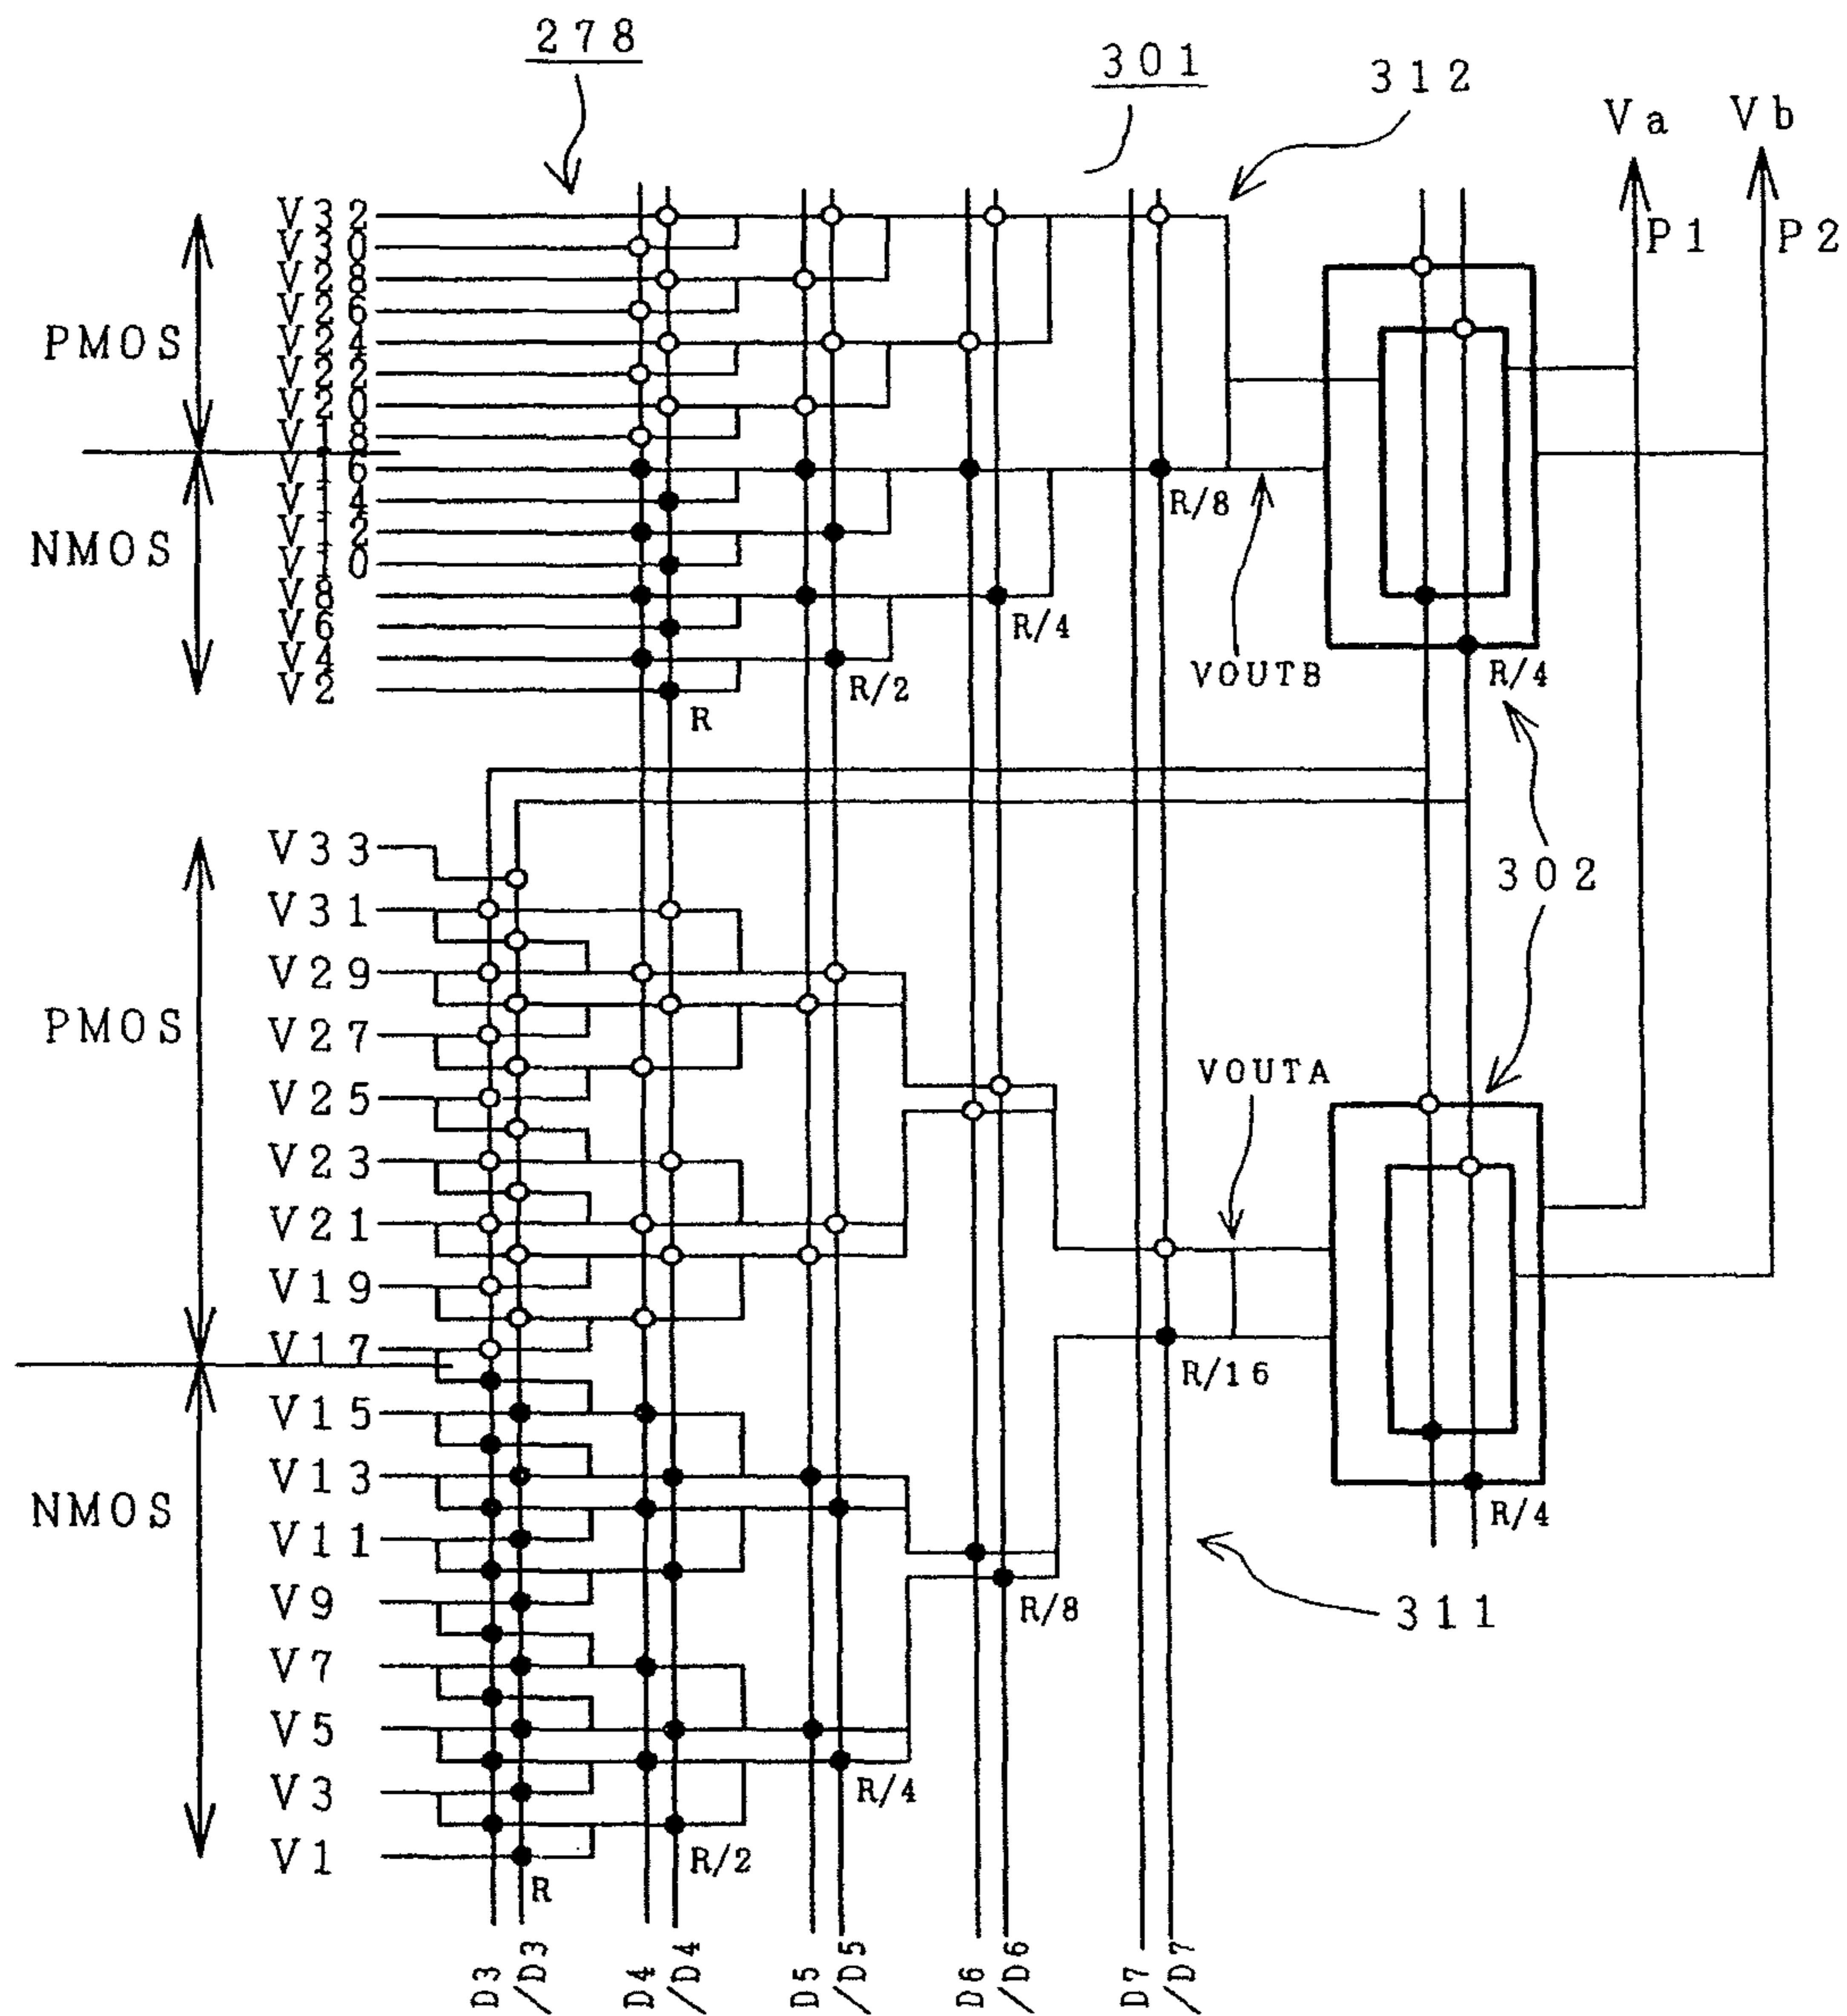 278
301
312
Va
Vb
P1
P2
V32
V30
V28
V26
V24
V22
V20
V18
V16
V14
V12
V10
V8
V6
V4
V2
PMOS
NMOS
R
R/2
R/4
R/8
VOUTB
R/4
302
V33
V31
V29
V27
V25
V23
V21
V19
V17
V15
V13
V11
V9
V7
V5
V3
V1
PMOS
NMOS
VOUTA
R/16
R/4
R/8
311
R/4
R/2
R
D3
/D3
D4
/D4
D5
/D5
D6
/D6
D7
/D7